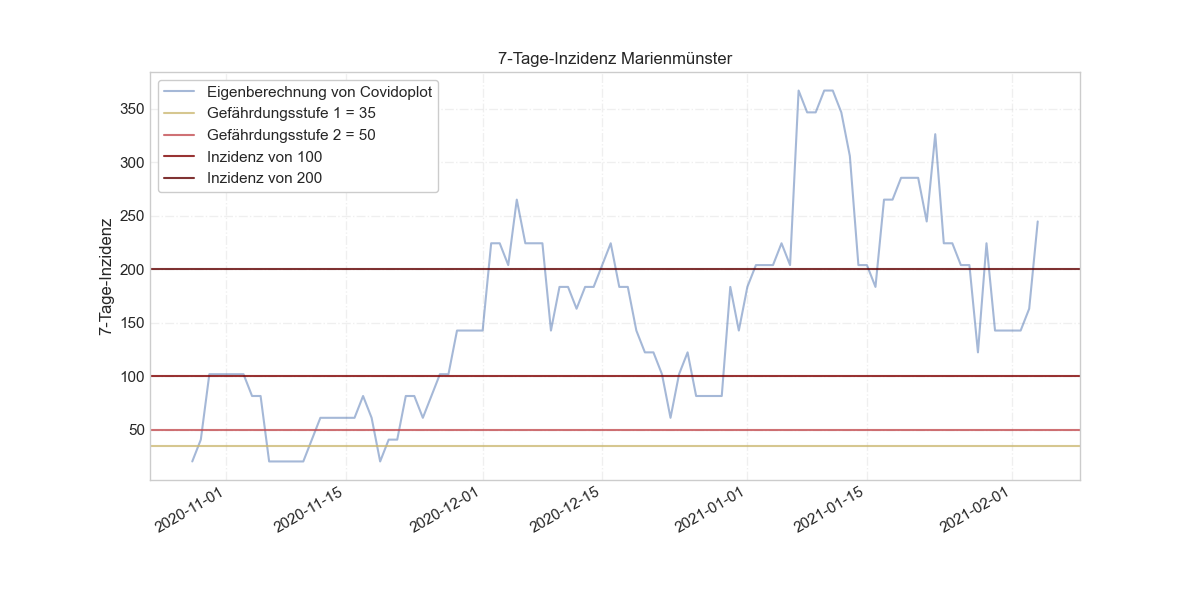 7-Tage-Inzidenz Marienmünster
Eigenberechnung von Covidoplot
Gefährdungsstufe 1 = 35
Gefährdungsstufe 2 = 50
Inzidenz von 100
Inzidenz von 200
7-Tage-Inzidenz
350
300
250
200
150
100
50
2020-11-01
2020-11-15
2020-12-01
2020-12-15
2021-01-01
2021-01-15
2021-02-01